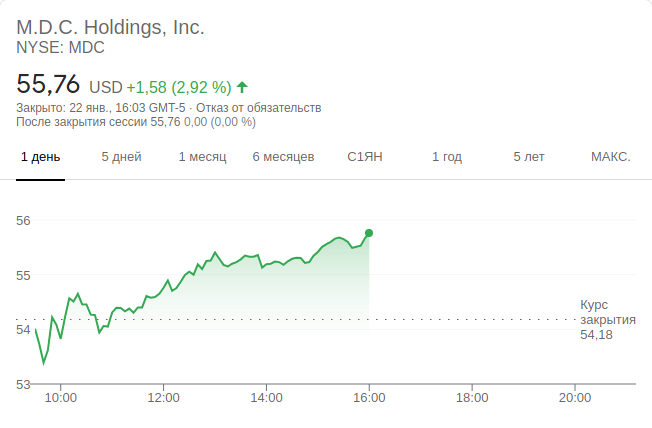 M.D.C. Holdings, Inc.
NYSE: MDC
55,76 USD +1,58 (2,92 %)
Закрыто: 22 янв., 16:03 GMT-5 · Отказ от обязательств
После закрытия сессии 55,76 0,00 (0,00 %)
1 день 5 дней 1 месяц 6 месяцев С1ЯН 1 год 5 лет МАКС.
56
55
Курс
закрытия
54,18
54
53
10:00 12:00 14:00 16:00 18:00 20:00